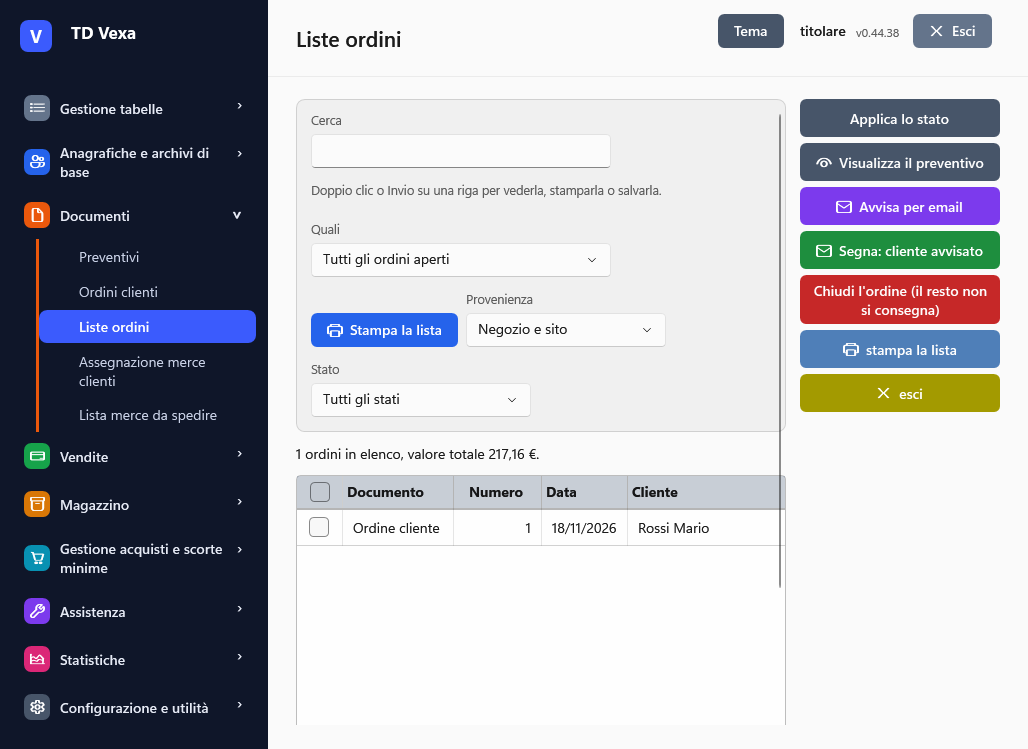 V
TD Vexa
Gestione tabelle
Anagrafiche e archivi di
base
Documenti
Preventivi
Ordini clienti
Liste ordini
Assegnazione merce
clienti
Lista merce da spedire
Vendite
Magazzino
Gestione acquisti e scorte
minime
Assistenza
Statistiche
Configurazione e utilità
Liste ordini
Tema
titolare v0.44.38
Esci
Cerca
Doppio clic o Invio su una riga per vederla, stamparla o salvarla.
Quali
Tutti gli ordini aperti
Provenienza
Stampa la lista
Negozio e sito
Stato
Tutti gli stati
1 ordini in elenco, valore totale 217,16 €.
Documento Numero Data Cliente
Ordine cliente 1 18/11/2026 Rossi Mario
Applica lo stato
Visualizza il preventivo
Avvisa per email
Segna: cliente avvisato
Chiudi l'ordine (il resto non
si consegna)
stampa la lista
esci